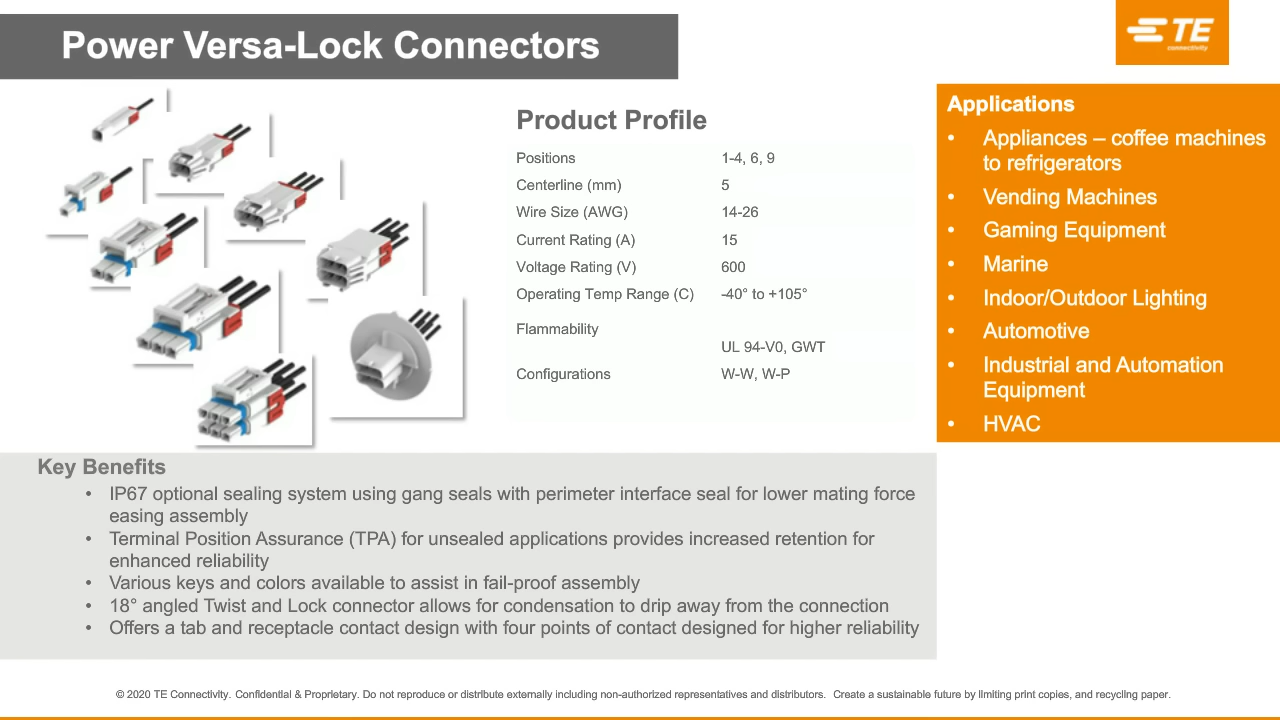 Power Versa-Lock Connectors
TE
connectivity
Product Profile
Positions 1-4, 6, 9
Centerline (mm) 5
Wire Size (AWG) 14-26
Current Rating (A) 15
Voltage Rating (V) 600
Operating Temp Range (C) -40° to +105°
Flammability
UL 94-V0, GWT
Configurations W-W, W-P
Applications
• Appliances – coffee machines
to refrigerators
• Vending Machines
• Gaming Equipment
• Marine
• Indoor/Outdoor Lighting
• Automotive
• Industrial and Automation
Equipment
• HVAC
Key Benefits
• IP67 optional sealing system using gang seals with perimeter interface seal for lower mating force
easing assembly
• Terminal Position Assurance (TPA) for unsealed applications provides increased retention for
enhanced reliability
• Various keys and colors available to assist in fail-proof assembly
• 18° angled Twist and Lock connector allows for condensation to drip away from the connection
• Offers a tab and receptacle contact design with four points of contact designed for higher reliability
© 2020 TE Connectivity. Confidential & Proprietary. Do not reproduce or distribute externally including non-authorized representatives and distributors. Create a sustainable future by limiting print copies, and recycling paper.